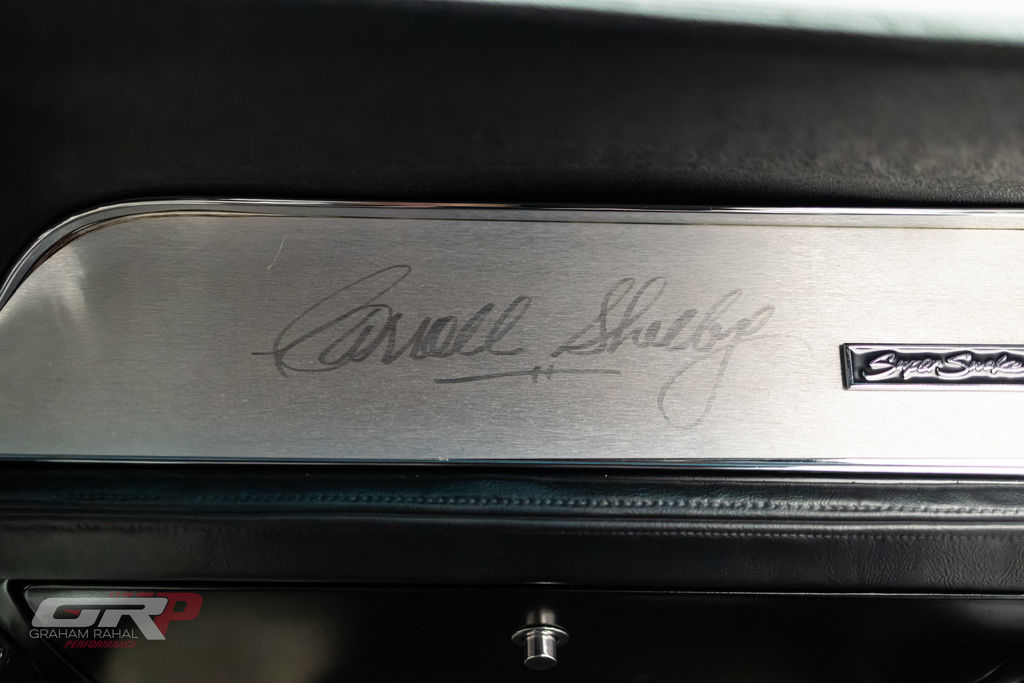 Carroll Shelby
Super Snake
GRP
GRAHAM RAHAL
PERFORMANCE